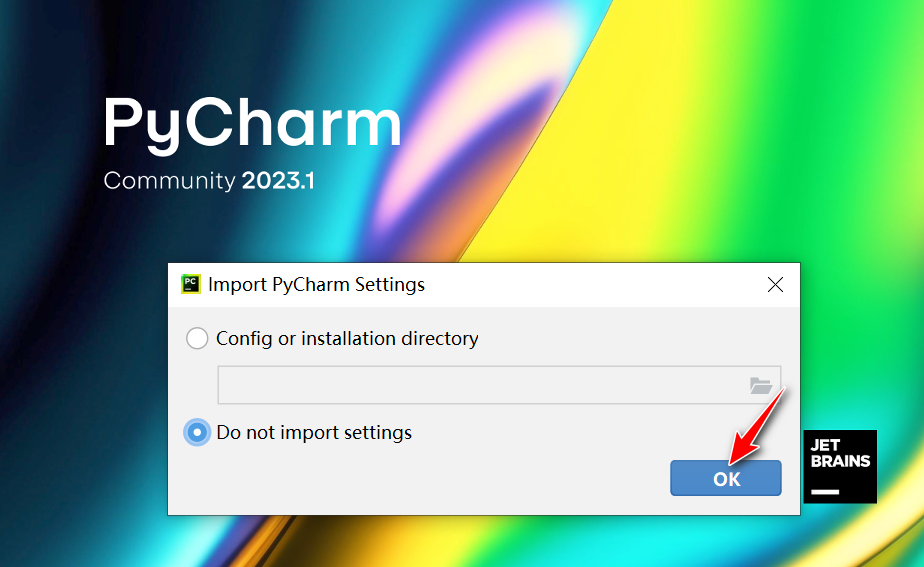 PyCharm
Community 2023.1
PC
Import PyCharm Settings
Config or installation directory
Do not import settings
OK
JET
BRAINS